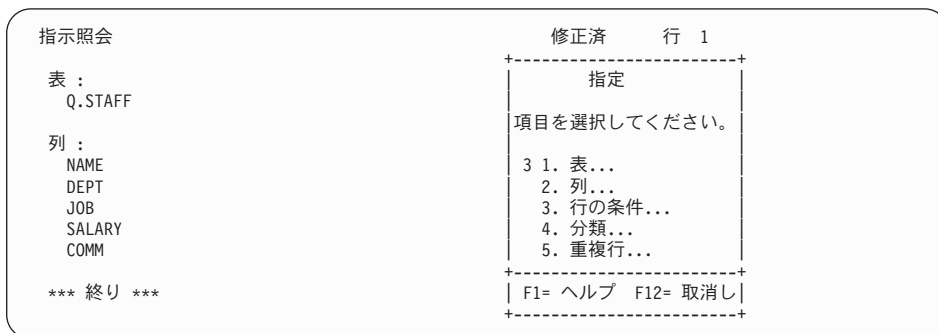 指示照会 修正済 行 1
表 :
Q.STAFF
列 :
NAME
DEPT
JOB
SALARY
COMM
*** 終り ***
指定
項目を選択してください。
3 1. 表...
2. 列...
3. 行の条件...
4. 分類...
5. 重複行...
F1= ヘルプ F12= 取消し